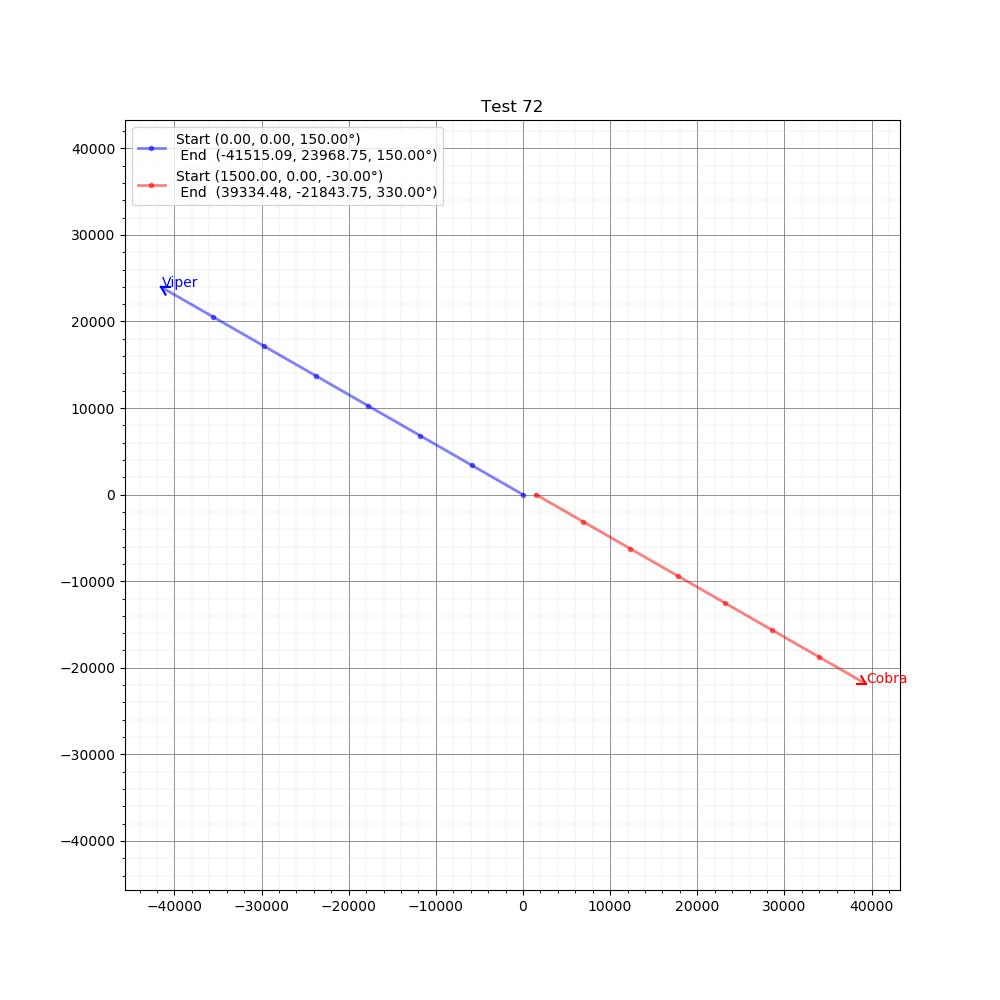 Test 72
Start (0.00, 0.00, 150.00°)
End (-41515.09, 23968.75, 150.00°)
Start (1500.00, 0.00, -30.00°)
End (39334.48, -21843.75, 330.00°)
40000
30000
20000
10000
0
−10000
−20000
−30000
−40000
Viper
Cobra
−40000 −30000 −20000 −10000 0 10000 20000 30000 40000